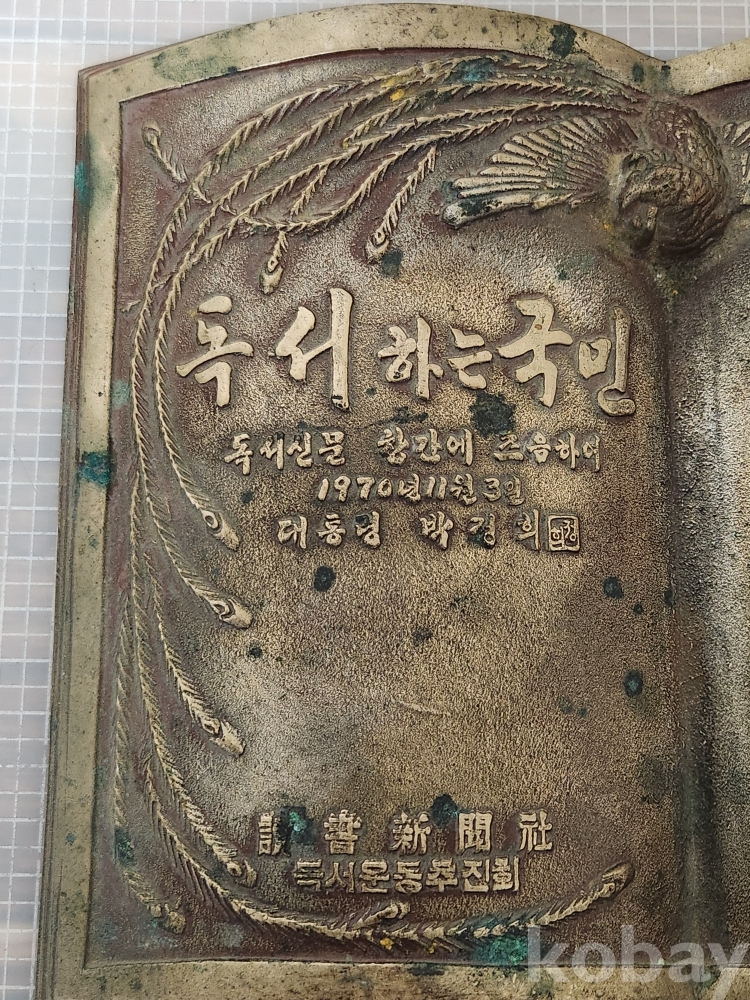 독서하는국민
독서신문 창간에 즈음하여
1970년11월3일
대통령 박정희
讀書新聞社
독서운동추진회
kobay